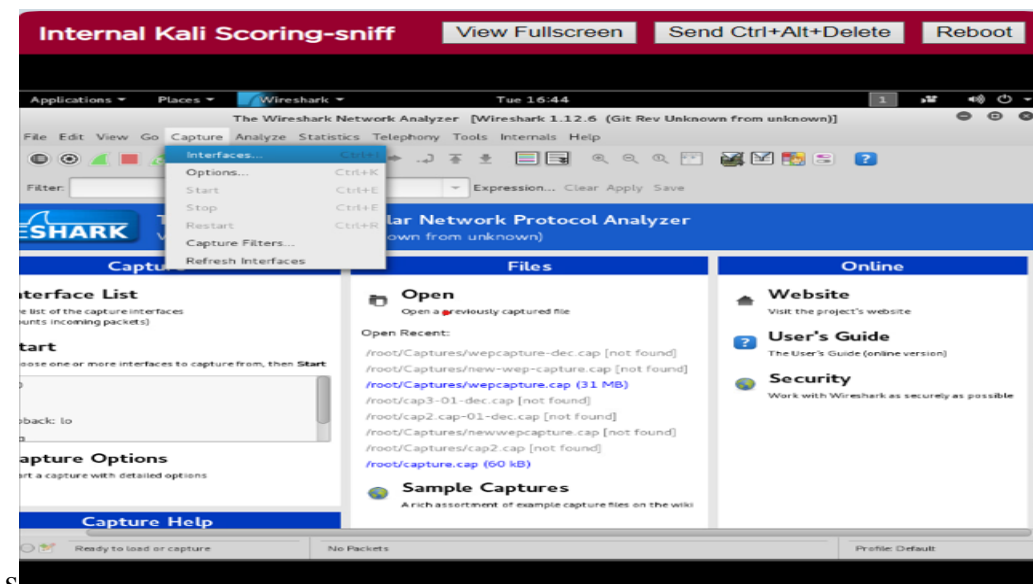 Internal Kali Scoring-sniff View Fullscreen Send Ctrl+Alt+Delete Reboot
Applications Places Wireshark Tue 16:44 1
The Wireshark Network Analyzer [Wireshark 1.12.6 (Git Rev Unknown from unknown)]
File Edit View Go Capture Analyze Statistics Telephony Tools Internals Help
Interfaces... Ctrl+I
Options... Ctrl+K
Filter: Start Ctrl+E Expression... Clear Apply Save
Stop Ctrl+E
ESHARK lar Network Protocol Analyzer
Restart Ctrl+R own from unknown)
Capture Filters...
Refresh Interfaces
Captu Files Online
terface List
e list of the capture interfaces
ounts incoming packets)
tart
oose one or more interfaces to capture from, then Start
pback: lo
apture Options
art a capture with detailed options
Capture Help
Open
Open a previously captured file
Open Recent:
/root/Captures/wepcapture-dec.cap [not found]
/root/Captures/new-wep-capture.cap [not found]
/root/Captures/wepcapture.cap (31 MB)
/root/cap3-01-dec.cap [not found]
/root/cap2.cap-01-dec.cap [not found]
/root/Captures/newwepcapture.cap [not found]
/root/Captures/cap2.cap [not found]
/root/capture.cap (60 kB)
Sample Captures
A rich assortment of example capture files on the wiki
Website
Visit the project's website
User's Guide
The User's Guide (online version)
Security
Work with Wireshark as securely as possible
Ready to load or capture No Packets Profile: Default
s